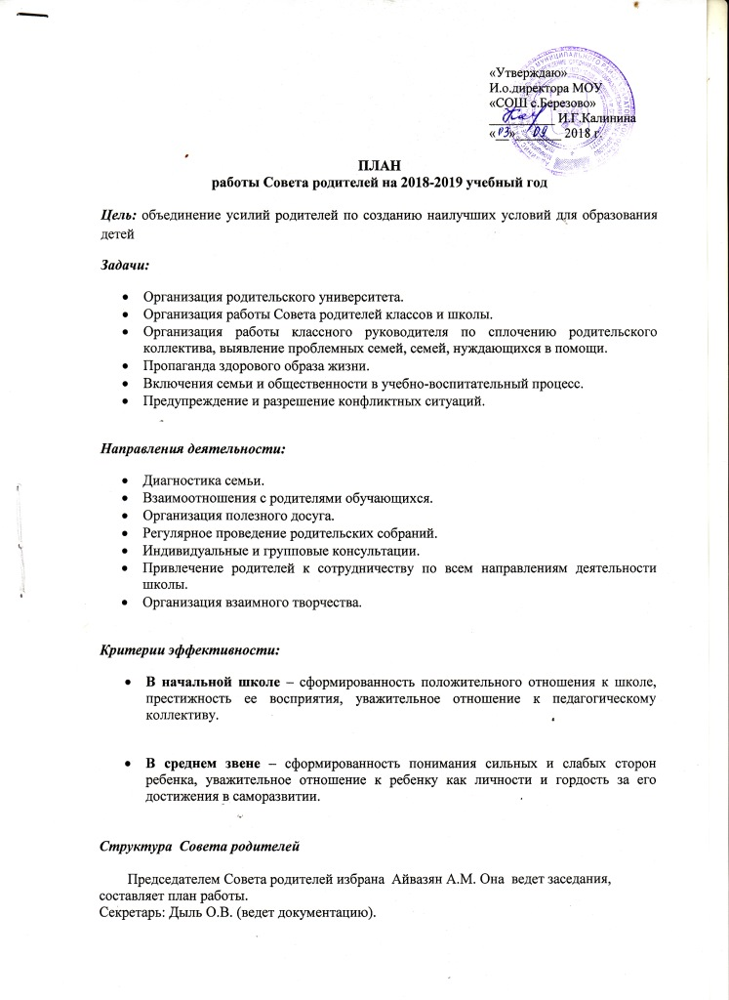 «Утверждаю»
И.о.директора МОУ
«СОШ с.Березово»
И.Г.Калинина
«03» 09 2018 г.
ПЛАН
работы Совета родителей на 2018-2019 учебный год
Цель: объединение усилий родителей по созданию наилучших условий для образования
детей
Задачи:
• Организация родительского университета.
• Организация работы Совета родителей классов и школы.
• Организация работы классного руководителя по сплочению родительского
коллектива, выявление проблемных семей, семей, нуждающихся в помощи.
• Пропаганда здорового образа жизни.
• Включения семьи и общественности в учебно-воспитательный процесс.
• Предупреждение и разрешение конфликтных ситуаций.
Направления деятельности:
• Диагностика семьи.
• Взаимоотношения с родителями обучающихся.
• Организация полезного досуга.
• Регулярное проведение родительских собраний.
• Индивидуальные и групповые консультации.
• Привлечение родителей к сотрудничеству по всем направлениям деятельности
школы.
• Организация взаимного творчества.
Критерии эффективности:
• В начальной школе – сформированность положительного отношения к школе,
престижность ее восприятия, уважительное отношение к педагогическому
коллективу.
• В среднем звене – сформированность понимания сильных и слабых сторон
ребенка, уважительное отношение к ребенку как личности и гордость за его
достижения в саморазвитии.
Структура Совета родителей
Председателем Совета родителей избрана Айвазян А.М. Она ведет заседания,
составляет план работы.
Секретарь: Дыль О.В. (ведет документацию).